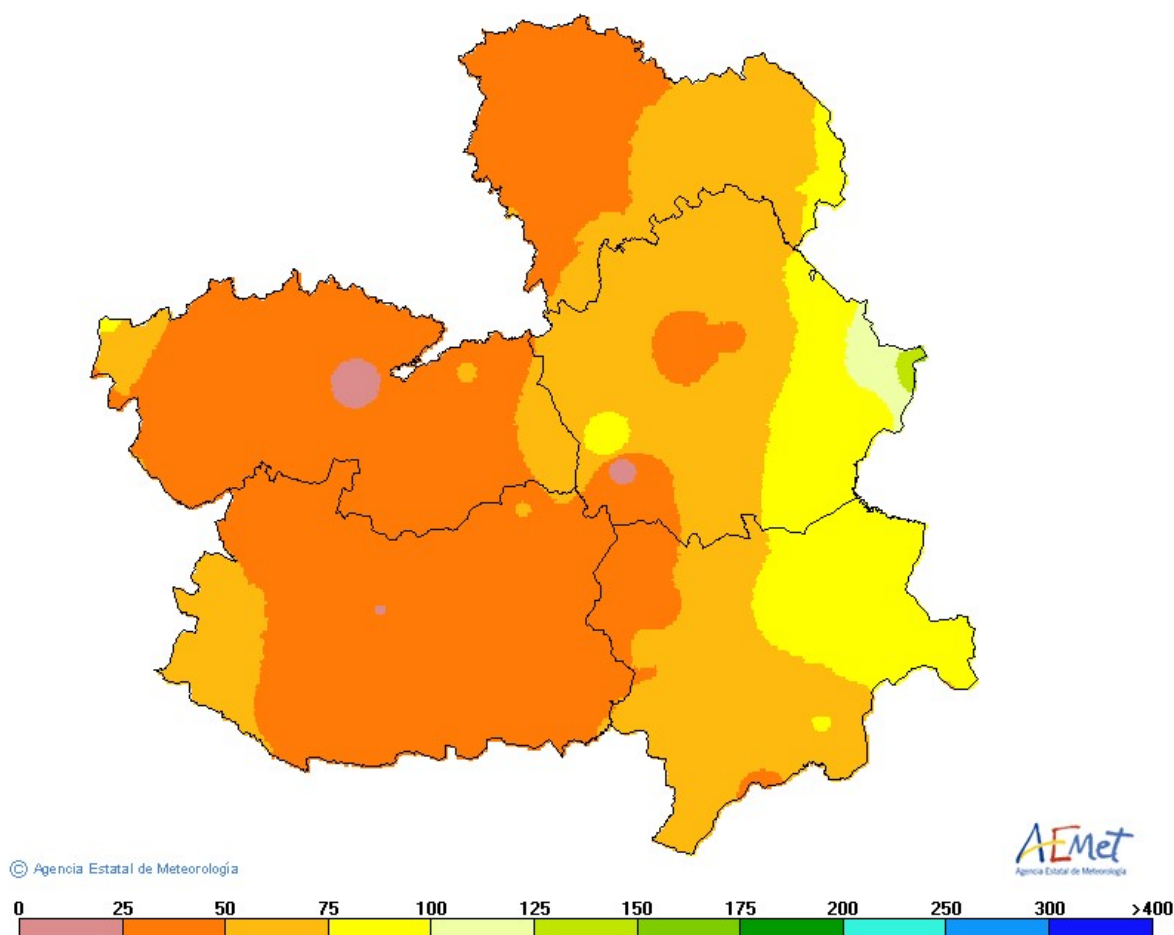 AEMet
Agencia Estatal de Meteorología
© Agencia Estatal de Meteorología
0 25 50 75 100 125 150 175 200 250 300 >400